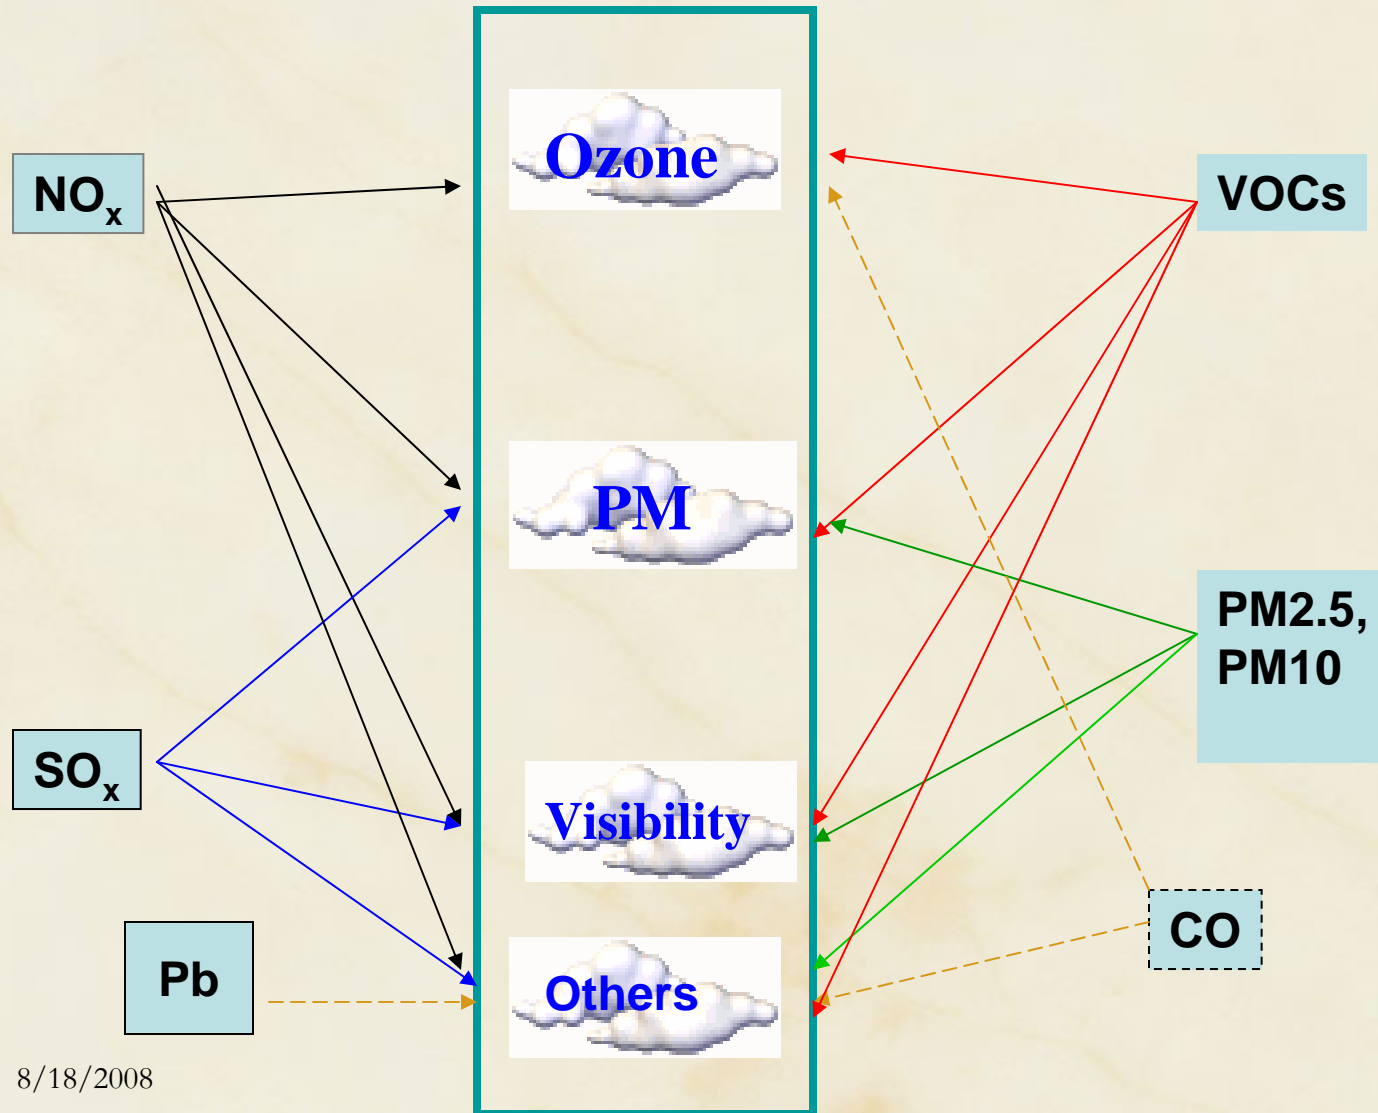 Ozone
NOx
VOCs
PM
PM2.5,
PM10
SOx
Visibility
CO
Pb
Others
8/18/2008